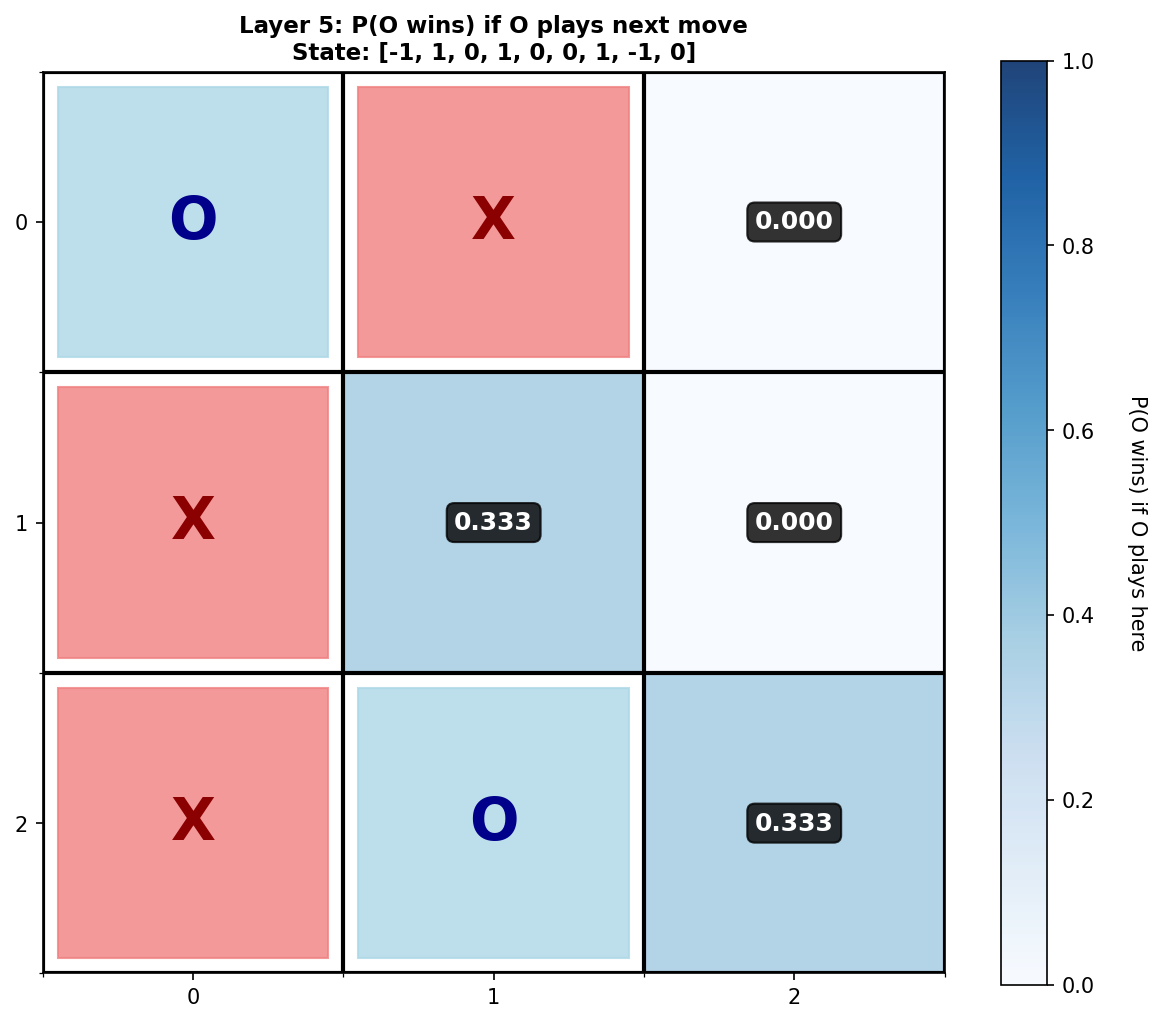 Layer 5: P(O wins) if O plays next move
State: [-1, 1, 0, 1, 0, 0, 1, -1, 0]
1.0
0.8
0.6
0.4
0.2
0.0
P(O wins) if O plays here
0
O
X
0.000
1
X
0.333
0.000
2
X
O
0.333
0
1
2